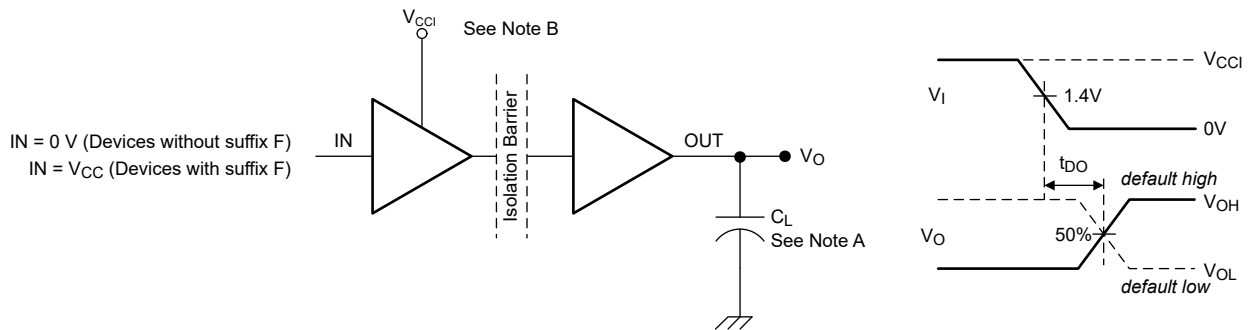 V_CCI
See Note B
IN = 0 V (Devices without suffix F)
IN = V_CC (Devices with suffix F)
IN
Isolation Barrier
OUT
V_O
C_L
See Note A
V_I
V_CCI
1.4V
0V
t_DO
default high
V_O
50%
V_OH
V_OL
default low